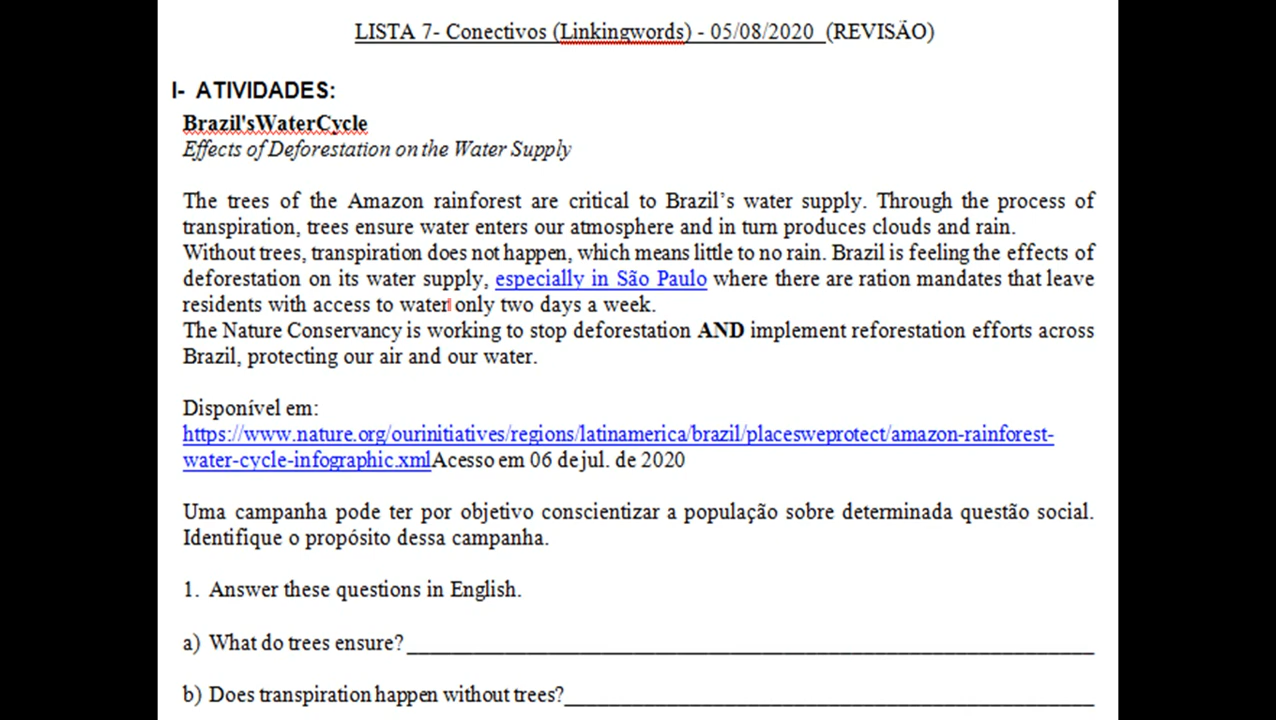 LISTA 7- Conectivos (Linkingwords) - 05/08/2020 (REVISÃO)
I- ATIVIDADES:
Brazil'sWaterCycle
Effects of Deforestation on the Water Supply
The trees of the Amazon rainforest are critical to Brazil’s water supply. Through the process of
transpiration, trees ensure water enters our atmosphere and in turn produces clouds and rain.
Without trees, transpiration does not happen, which means little to no rain. Brazil is feeling the effects of
deforestation on its water supply, especially in São Paulo where there are ration mandates that leave
residents with access to water only two days a week.
The Nature Conservancy is working to stop deforestation AND implement reforestation efforts across
Brazil, protecting our air and our water.
Disponível em:
https://www.nature.org/ourinitiatives/regions/latinamerica/brazil/placesweprotect/amazon-rainforest-
water-cycle-infographic.xmlAcesso em 06 de jul. de 2020
Uma campanha pode ter por objetivo conscientizar a população sobre determinada questão social.
Identifique o propósito dessa campanha.
1. Answer these questions in English.
a) What do trees ensure? ____________________
b) Does transpiration happen without trees? ____________________